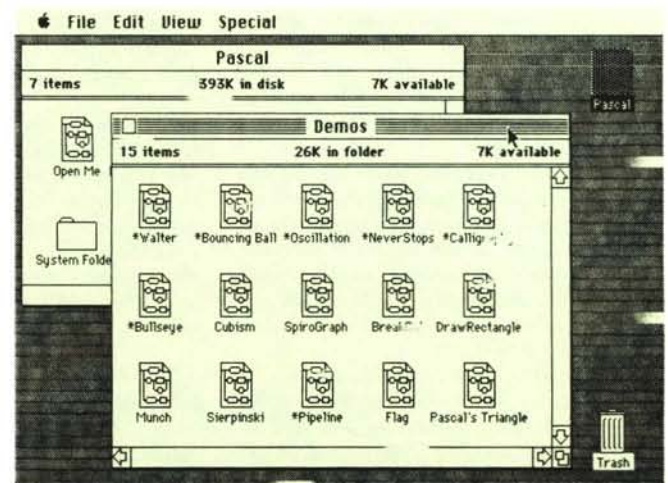 File Edit View Special
Pascal
7 items 393K in disk 7K available
Pascal
Open Me
System Folde
Demos
15 items 26K in folder 7K available
*Walter *Bouncing Ball *Oscillation *NeverStops
*Bullseye Cubism SpiroGraph DrawRectangle
Munch Sierpinski *Pipeline Flag Pascal's Triangle
Trash